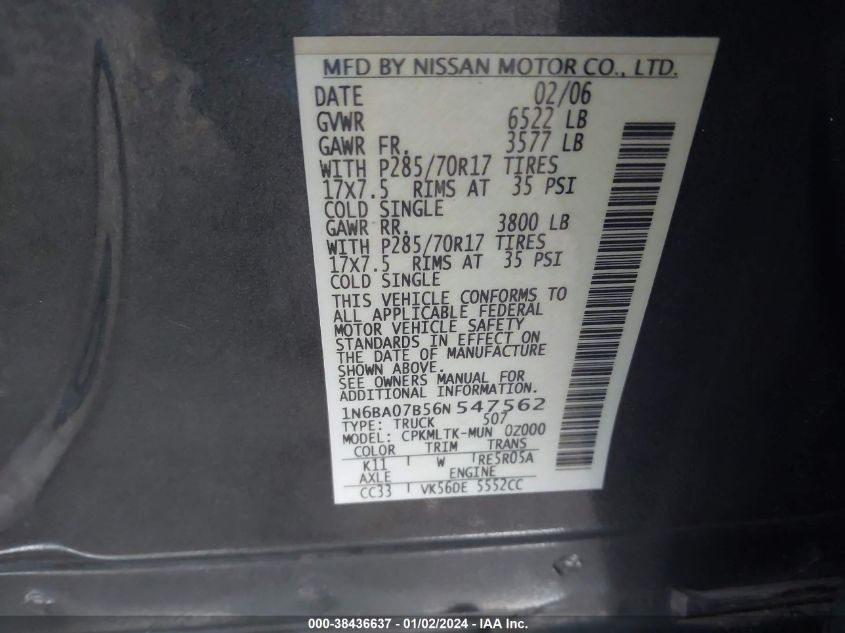 MFD BY NISSAN MOTOR CO., LTD.
DATE 02/06
GVWR 6522 LB
GAWR FR. 3577 LB
WITH P285/70R17 TIRES
17X7.5 RIMS AT 35 PSI
COLD SINGLE
GAWR RR. 3800 LB
WITH P285/70R17 TIRES
17X7.5 RIMS AT 35 PSI
COLD SINGLE
THIS VEHICLE CONFORMS TO
ALL APPLICABLE FEDERAL
MOTOR VEHICLE SAFETY
STANDARDS IN EFFECT ON
THE DATE OF MANUFACTURE
SHOWN ABOVE.
SEE OWNERS MANUAL FOR
ADDITIONAL INFORMATION.
1N6BA07B56N547562
TYPE: TRUCK 507
MODEL: CPKMLTK-MUN 0Z000
COLOR TRIM TRANS
K11 W RE5R05A
AXLE ENGINE
CC33 VK56DE 5552CC
000-38436637 - 01/02/2024 - IAA Inc.